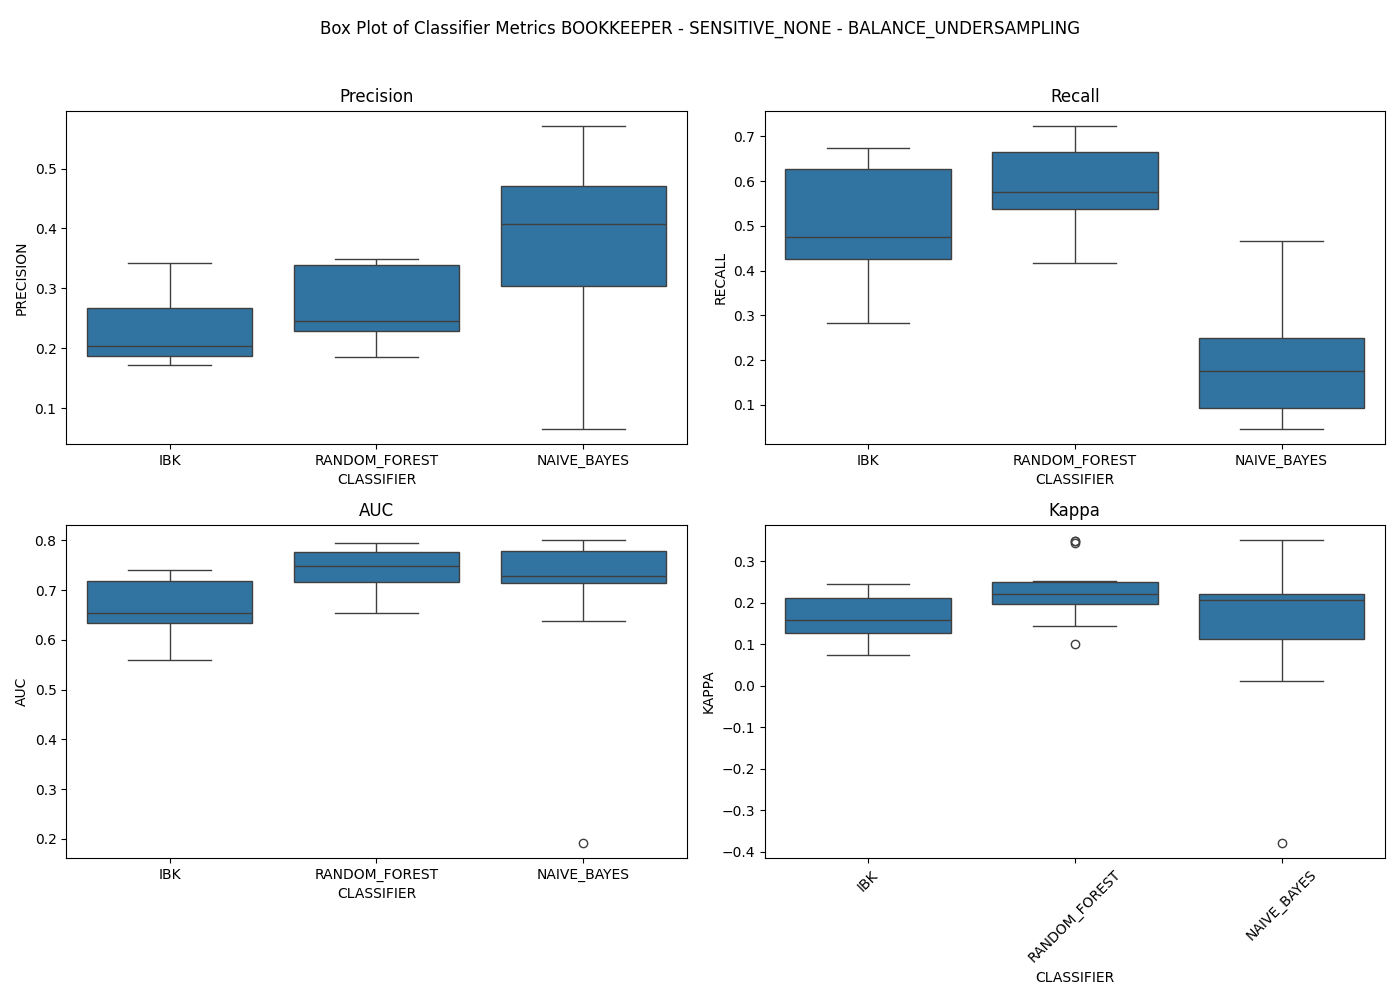 Box Plot of Classifier Metrics BOOKKEEPER - SENSITIVE_NONE - BALANCE_UNDERSAMPLING
Precision
PRECISION
0.5
0.4
0.3
0.2
0.1
IBK RANDOM_FOREST NAIVE_BAYES
CLASSIFIER
Recall
RECALL
0.7
0.6
0.5
0.4
0.3
0.2
0.1
IBK RANDOM_FOREST NAIVE_BAYES
CLASSIFIER
AUC
AUC
0.8
0.7
0.6
0.5
0.4
0.3
0.2
IBK RANDOM_FOREST NAIVE_BAYES
CLASSIFIER
Kappa
KAPPA
0.3
0.2
0.1
0.0
−0.1
−0.2
−0.3
−0.4
IBK RANDOM_FOREST NAIVE_BAYES
CLASSIFIER